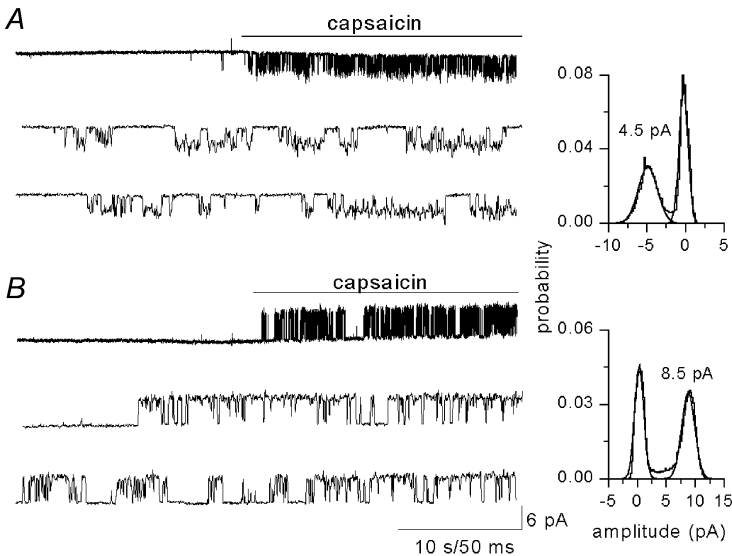 A
capsaicin
0.08
4.5 pA
0.04
0.00
-10 -5 0 5
probability
B
capsaicin
0.06
8.5 pA
0.03
0.00
-5 0 5 10 15
amplitude (pA)
6 pA
10 s/50 ms